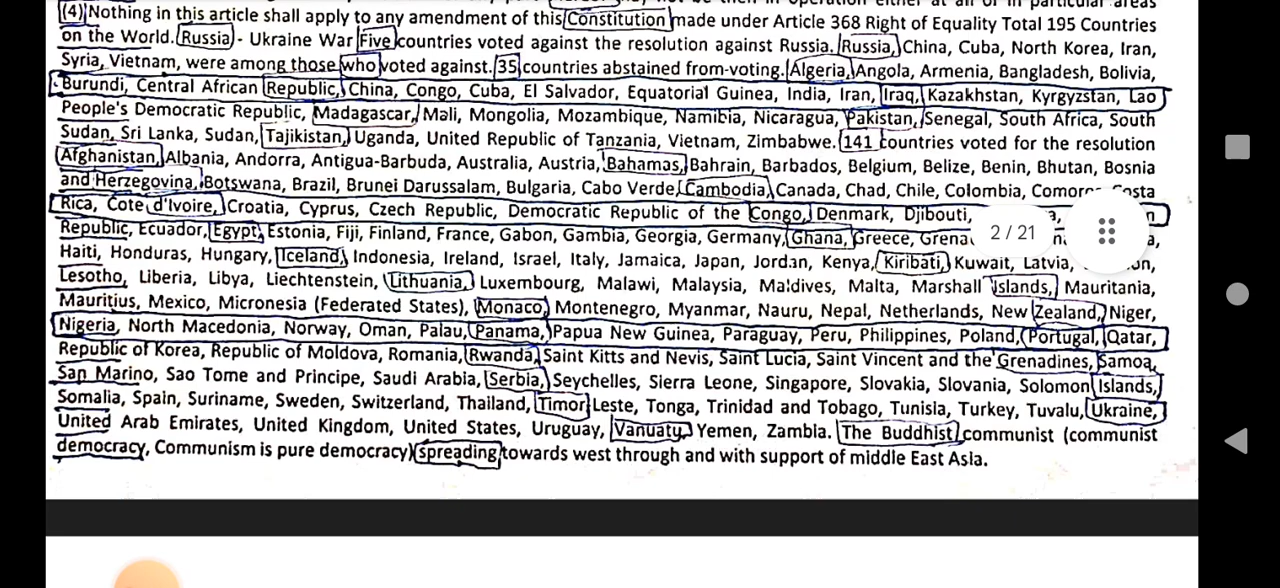 (4)Nothing in this article shall apply to any amendment of this Constitution made under Article 368 Right of Equality Total 195 Countries
on the World. Russia - Ukraine War Five countries voted against the resolution against Russia. Russia, China, Cuba, North Korea, Iran,
Syria, Vietnam, were among those who voted against. 35 countries abstained from-voting. Algeria, Angola, Armenia, Bangladesh, Bolivia,
Burundi, Central African Republic, China, Congo, Cuba, El Salvador, Equatorial Guinea, India, Iran, Iraq, Kazakhstan, Kyrgyzstan, Lao
People's Democratic Republic, Madagascar, Mali, Mongolia, Mozambique, Namibia, Nicaragua, Pakistan, Senegal, South Africa, South
Sudan, Sri Lanka, Sudan, Tajikistan, Uganda, United Republic of Tanzania, Vietnam, Zimbabwe. 141 countries voted for the resolution
Afghanistan, Albania, Andorra, Antigua-Barbuda, Australia, Austria, Bahamas, Bahrain, Barbados, Belgium, Belize, Benin, Bhutan, Bosnia
and Herzegovina, Botswana, Brazil, Brunei Darussalam, Bulgaria, Cabo Verde, Cambodia, Canada, Chad, Chile, Colombia, Costa
Rica, Cote d'Ivoire, Croatia, Cyprus, Czech Republic, Democratic Republic of the Congo, Denmark, Djibouti,
Republic, Ecuador, Egypt, Estonia, Fiji, Finland, France, Gabon, Gambia, Georgia, Germany, Ghana, Greece,
2 / 21
Haiti, Honduras, Hungary, Iceland, Indonesia, Ireland, Israel, Italy, Jamaica, Japan, Jordan, Kenya, Kiribati, Kuwait, Latvia,
Lesotho, Liberia, Libya, Liechtenstein, Lithuania, Luxembourg, Malawi, Malaysia, Maldives, Malta, Marshall Islands, Mauritania,
Mauritius, Mexico, Micronesia (Federated States), Monaco, Montenegro, Myanmar, Nauru, Nepal, Netherlands, New Zealand, Niger,
Nigeria, North Macedonia, Norway, Oman, Palau, Panama, Papua New Guinea, Paraguay, Peru, Philippines, Poland, Portugal, Qatar,
Republic of Korea, Republic of Moldova, Romania, Rwanda, Saint Kitts and Nevis, Saint Lucia, Saint Vincent and the Grenadines, Samoa,
San Marino, Sao Tome and Principe, Saudi Arabia, Serbia, Seychelles, Sierra Leone, Singapore, Slovakia, Slovania, Solomon Islands,
Somalia, Spain, Suriname, Sweden, Switzerland, Thailand, Timor Leste, Tonga, Trinidad and Tobago, Tunisia, Turkey, Tuvalu, Ukraine,
United Arab Emirates, United Kingdom, United States, Uruguay, Vanuatu, Yemen, Zambla. The Buddhist communist (communist
democracy, Communism is pure democracy) spreading towards west through and with support of middle East Asla.